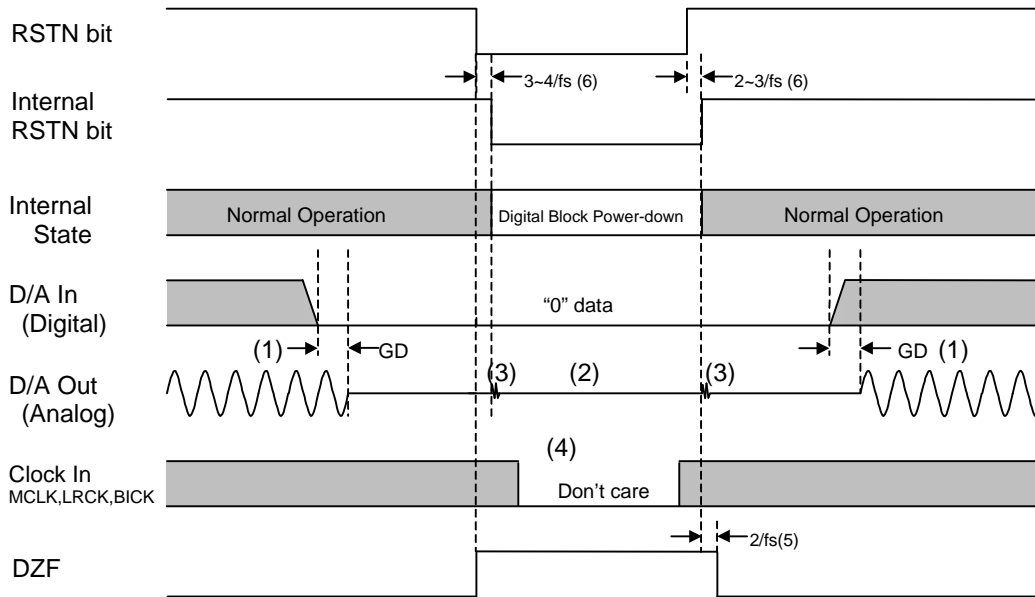 RSTN bit
3~4/fs (6)
2~3/fs (6)
Internal
RSTN bit
Internal
State
Normal Operation
Digital Block Power-down
Normal Operation
D/A In
(Digital)
“0” data
(1)
GD
GD
(1)
D/A Out
(Analog)
(3)
(2)
(3)
(4)
Clock In
MCLK,LRCK,BICK
Don’t care
2/fs(5)
DZF